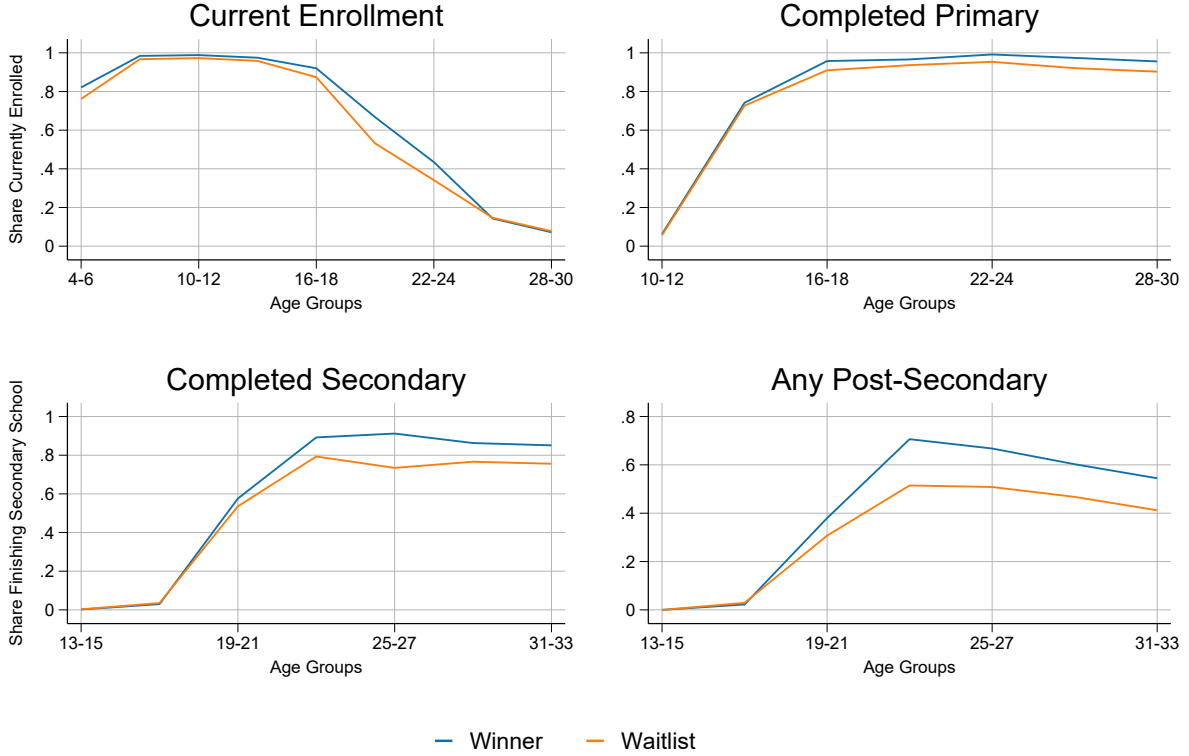 Current Enrollment
Share Currently Enrolled
1
.8
.6
.4
.2
0
4-6 10-12 16-18 22-24 28-30
Age Groups
Completed Primary
1
.8
.6
.4
.2
0
10-12 16-18 22-24 28-30
Age Groups
Completed Secondary
Share Finishing Secondary School
1
.8
.6
.4
.2
0
13-15 19-21 25-27 31-33
Age Groups
Any Post-Secondary
.8
.6
.4
.2
0
13-15 19-21 25-27 31-33
Age Groups
Winner Waitlist